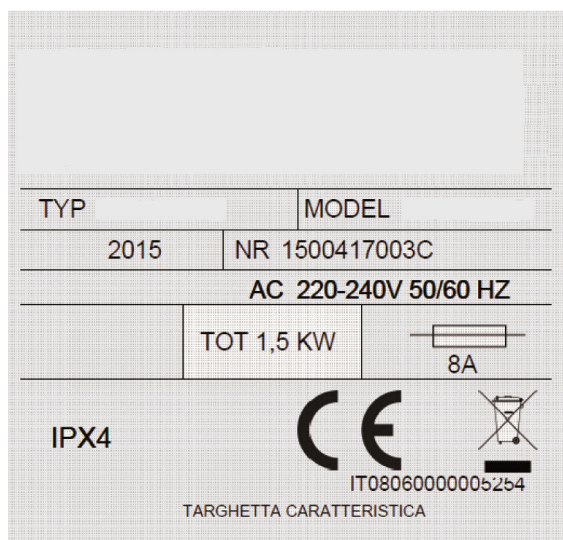 TYP MODEL
2015 NR 1500417003C
AC 220-240V 50/60 HZ
TOT 1,5 KW 8A
IPX4 CE
IT08060000005254
TARGHETTA CARATTERISTICA